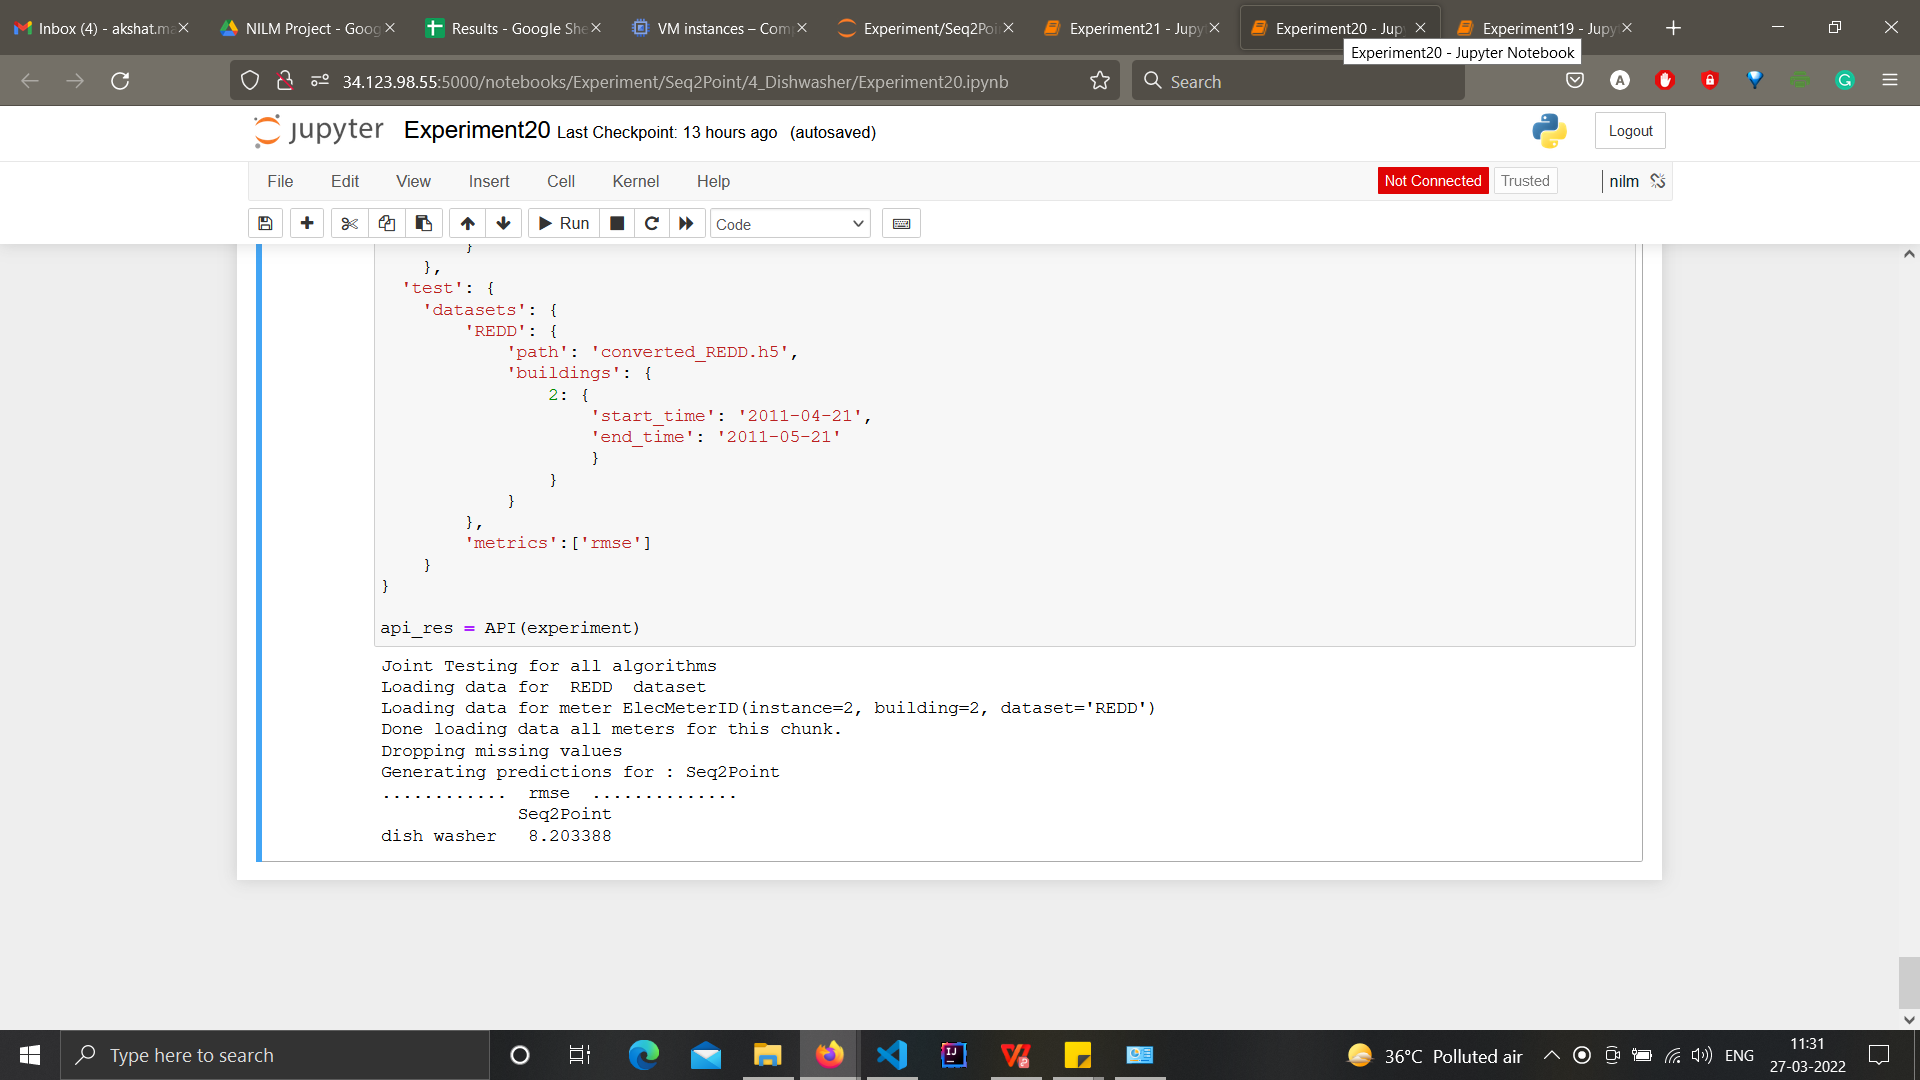 Inbox (4) - akshat.ma
NILM Project - Goog
Results - Google She
VM instances – Com
Experiment/Seq2Poi
Experiment21 - Jupy
Experiment20 - Jup
Experiment19 - Jupy
Experiment20 - Jupyter Notebook
34.123.98.55:5000/notebooks/Experiment/Seq2Point/4_Dishwasher/Experiment20.ipynb
Search
jupyter Experiment20 Last Checkpoint: 13 hours ago (autosaved)
Logout
File Edit View Insert Cell Kernel Help
Not Connected Trusted nilm
Run Code
}
},
'test': {
'datasets': {
'REDD': {
'path': 'converted_REDD.h5',
'buildings': {
2: {
'start_time': '2011-04-21',
'end_time': '2011-05-21'
}
}
}
},
'metrics':['rmse']
}
}
api_res = API(experiment)
Joint Testing for all algorithms
Loading data for  REDD  dataset
Loading data for meter ElecMeterID(instance=2, building=2, dataset='REDD')
Done loading data all meters for this chunk.
Dropping missing values
Generating predictions for : Seq2Point
............  rmse  ..............
Seq2Point
dish washer   8.203388
Type here to search
36°C Polluted air
ENG
11:31
27-03-2022